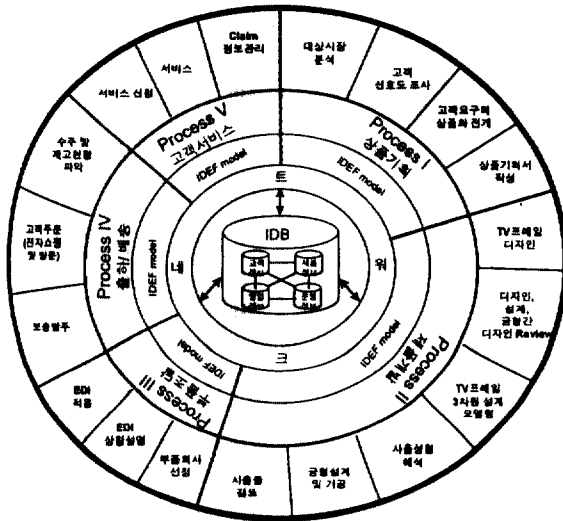 Claim
정보관리
대상시장
분석
고객
선호도 조사
고객요구의
상품화 전개
상품기획서
작성
TV프레임
디자인
디자인,
설계,
금형간
디자인 Review
TV프레임
3차원 설계
모델링
사출성형
해석
금형설계
및 가공
사출품
검토
부품회사
선정
EDI
상황설명
EDI
적용
보충발주
고객주문
(전자쇼핑
및 방문)
수주 및
재고현황
파악
서비스 신청
서비스
Process I
상품기획
IDEF model
Process II
제품개발
IDEF model
Process III
부품조달
IDEF model
Process IV
출하/배송
IDEF model
Process V
고객서비스
IDEF model
네
트
워
크
IDB
고객
정보
제품
정보